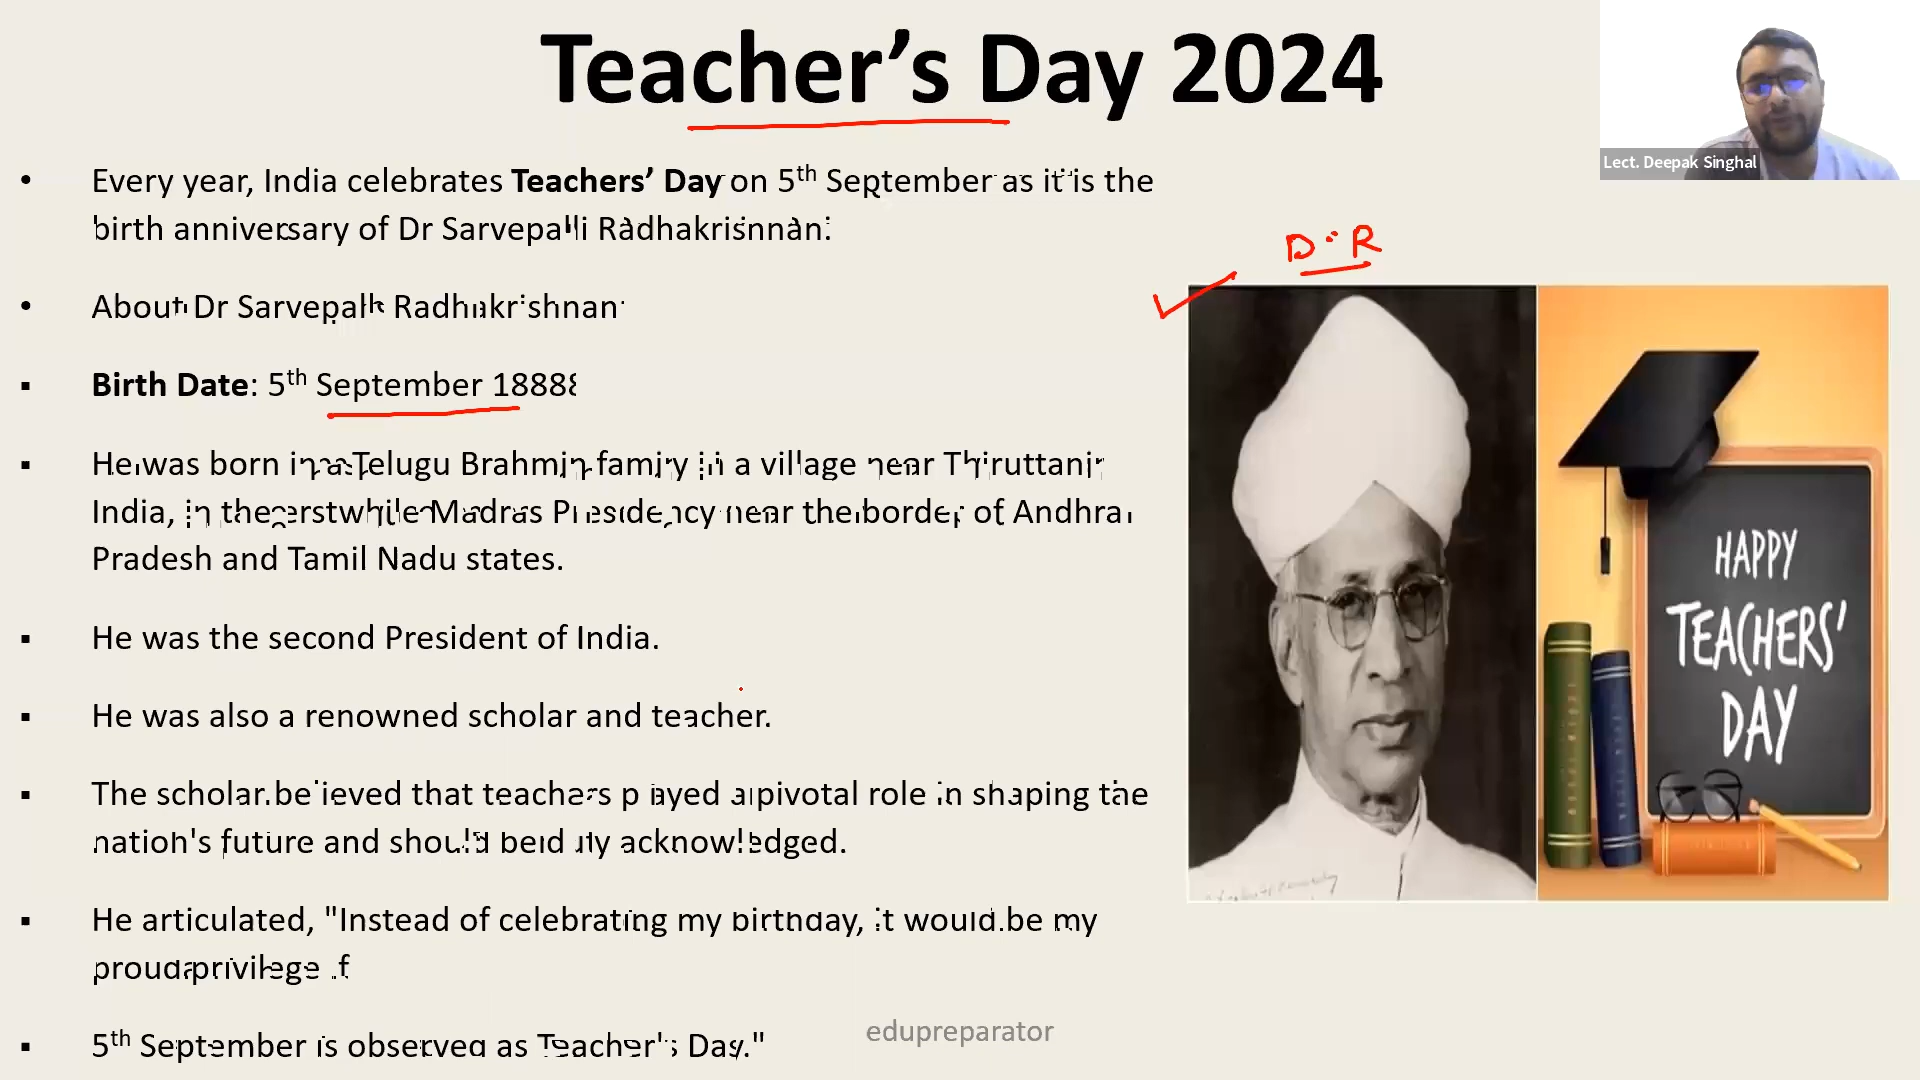 Teacher’s Day 2024
Lect. Deepak Singhal
• Every year, India celebrates Teachers’ Day on 5th September as it is the
birth anniversary of Dr Sarvepalli Radhakrishnan.
• About Dr Sarvepalli Radhakrishnan
▪ Birth Date: 5th September 1888
▪ He was born in a Telugu Brahmin family in a village near Thiruttani
India, in the erstwhile Madras Presidency near the border of Andhra
Pradesh and Tamil Nadu states.
▪ He was the second President of India.
▪ He was also a renowned scholar and teacher.
▪ The scholar believed that teachers played a pivotal role in shaping the
nation's future and should be duly acknowledged.
▪ He articulated, "Instead of celebrating my birthday, it would be my
proud privilege if
▪ 5th September is observed as Teacher's Day."
D. R
HAPPY
TEACHERS'
DAY
edupreparator